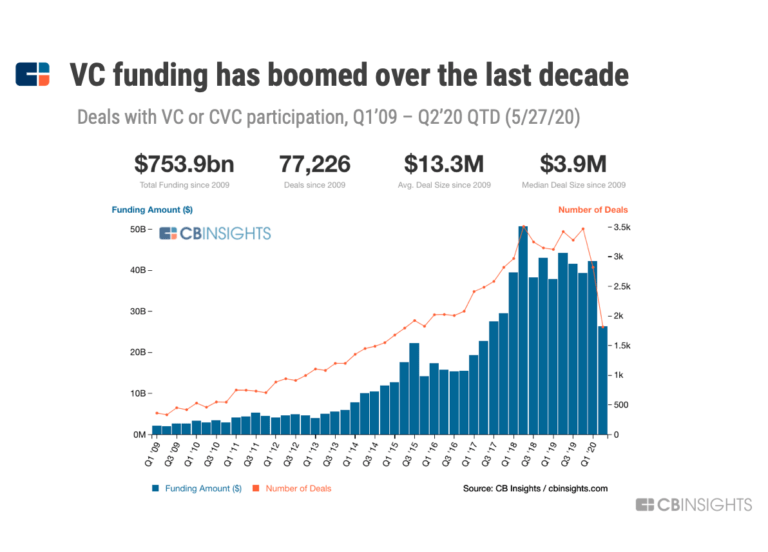 VC funding has boomed over the last decade
Deals with VC or CVC participation, Q1'09 – Q2'20 QTD (5/27/20)
$753.9bn 77,226 $13.3M $3.9M
Total Funding since 2009 Deals since 2009 Avg. Deal Size since 2009 Median Deal Size since 2009
Funding Amount ($) Number of Deals
CBINSIGHTS
50B
40B
30B
20B
10B
0M
3.5k
3k
2.5k
2k
1.5k
1k
500
0
Q1 '09 Q3 '09 Q1 '10 Q3 '10 Q1 '11 Q3 '11 Q1 '12 Q3 '12 Q1 '13 Q3 '13 Q1 '14 Q3 '14 Q1 '15 Q3 '15 Q1 '16 Q3 '16 Q1 '17 Q3 '17 Q1 '18 Q3 '18 Q1 '19 Q3 '19 Q1 '20
Funding Amount ($) Number of Deals Source: CB Insights / cbinsights.com
CBINSIGHTS